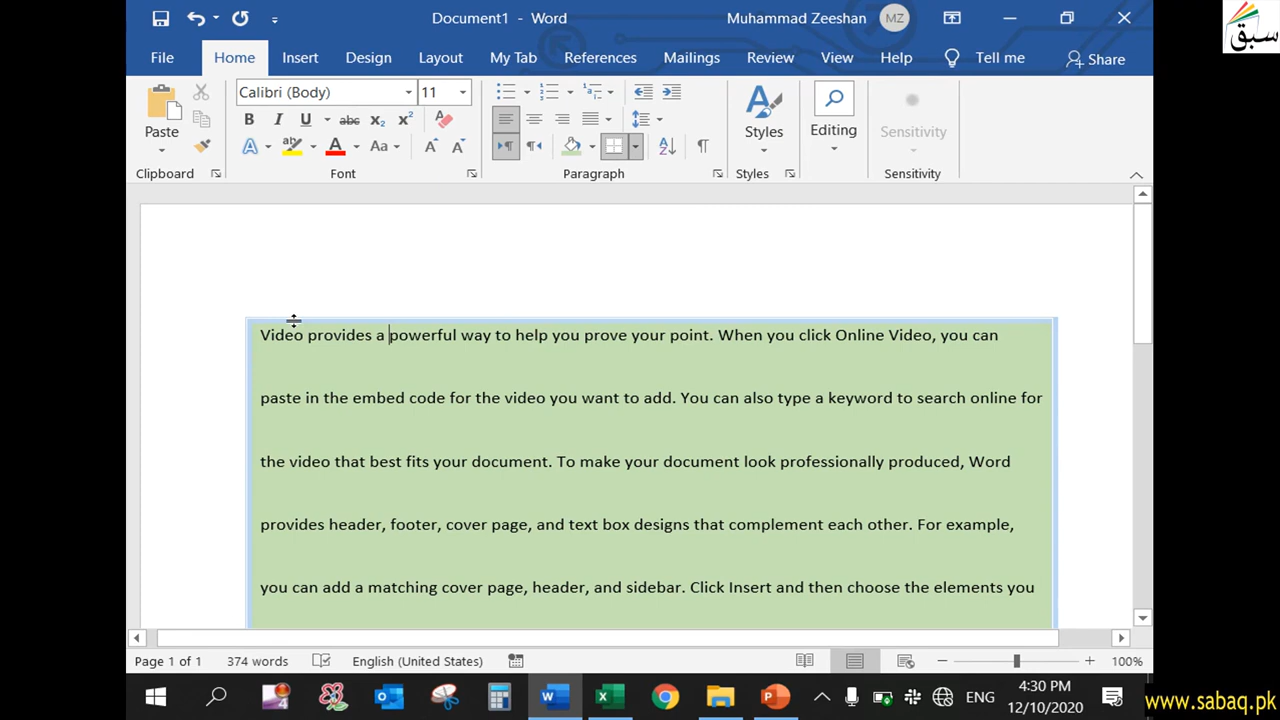 Document1 - Word
Muhammad Zeeshan
MZ
سبق
File Home Insert Design Layout My Tab References Mailings Review View Help Tell me Share
Calibri (Body) 11
Paste
Styles
Editing
Sensitivity
Clipboard Font Paragraph Styles Sensitivity
Video provides a powerful way to help you prove your point. When you click Online Video, you can
paste in the embed code for the video you want to add. You can also type a keyword to search online for
the video that best fits your document. To make your document look professionally produced, Word
provides header, footer, cover page, and text box designs that complement each other. For example,
you can add a matching cover page, header, and sidebar. Click Insert and then choose the elements you
Page 1 of 1 374 words English (United States) 100%
ENG
4:30 PM
12/10/2020
www.sabaq.pk